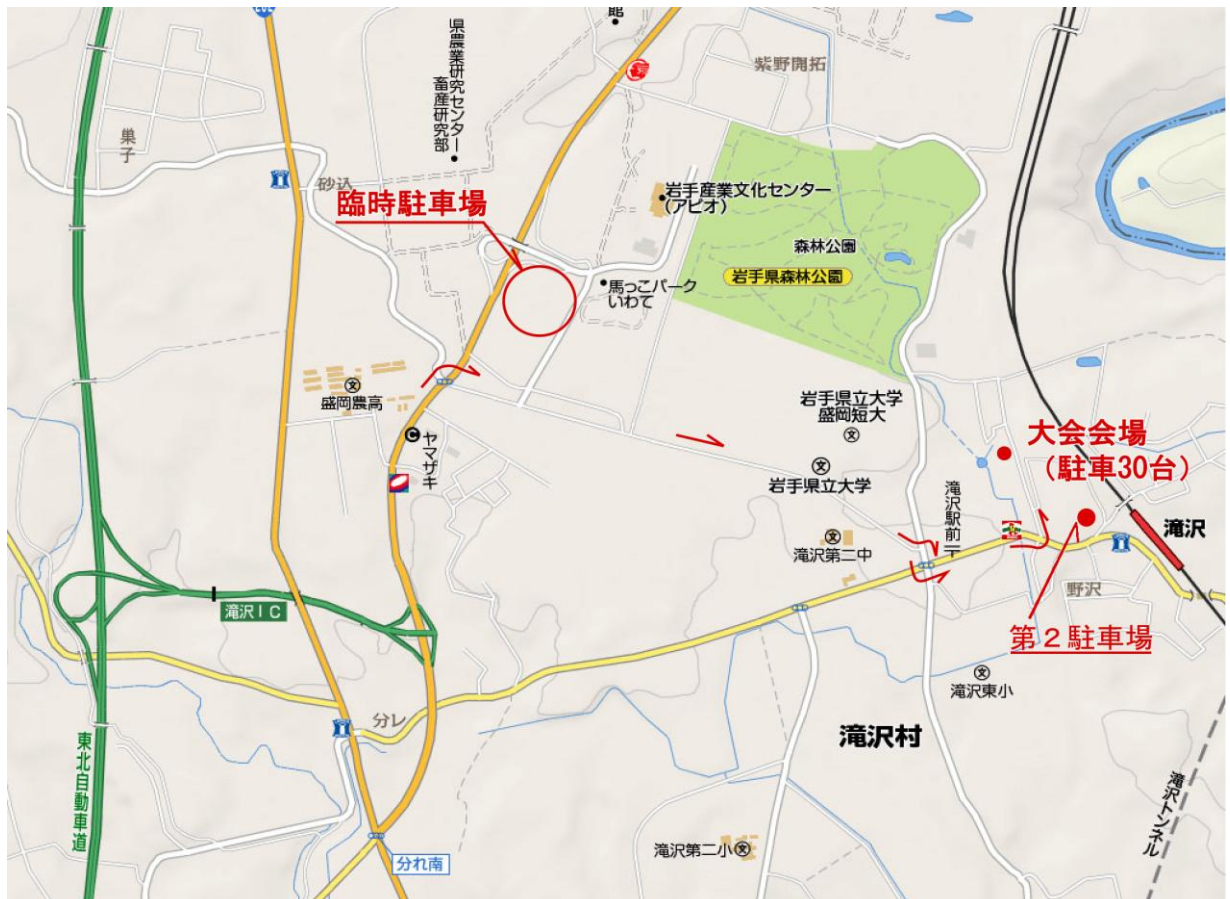 282
館
県農業研究センター
畜産研究部
紫野開拓
巣子
砂込
臨時駐車場
岩手産業文化センター
(アピオ)
森林公園
岩手県森林公園
馬っこパーク
いわて
盛岡農高
ヤマザキ
岩手県立大学
盛岡短大
岩手県立大学
大会会場
(駐車30台)
滝沢駅前
滝沢
滝沢第二中
野沢
滝沢IC
第2駐車場
滝沢東小
分レ
滝沢村
東北自動車道
滝沢トンネル
滝沢第二小
分れ南